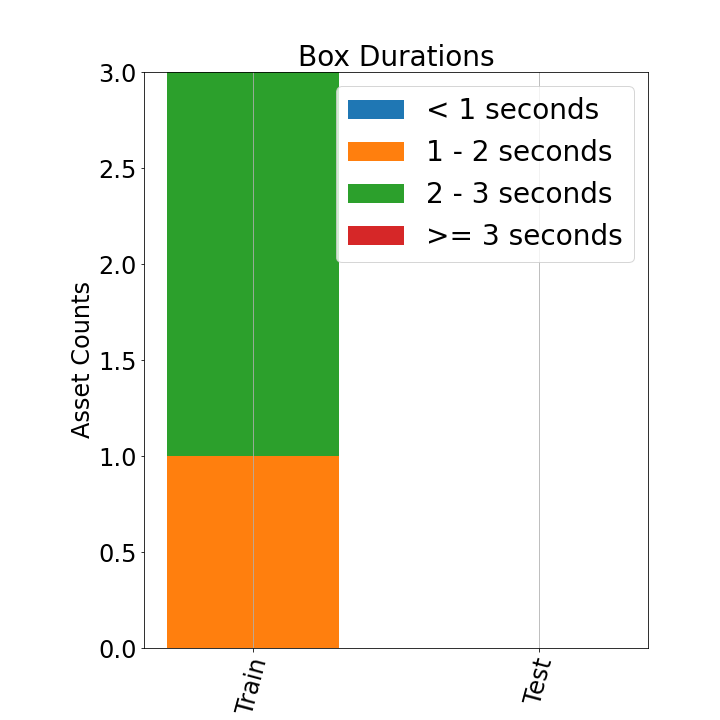 Box Durations
3.0
2.5
2.0
1.5
1.0
0.5
0.0
Asset Counts
< 1 seconds
1 - 2 seconds
2 - 3 seconds
>= 3 seconds
Train
Test